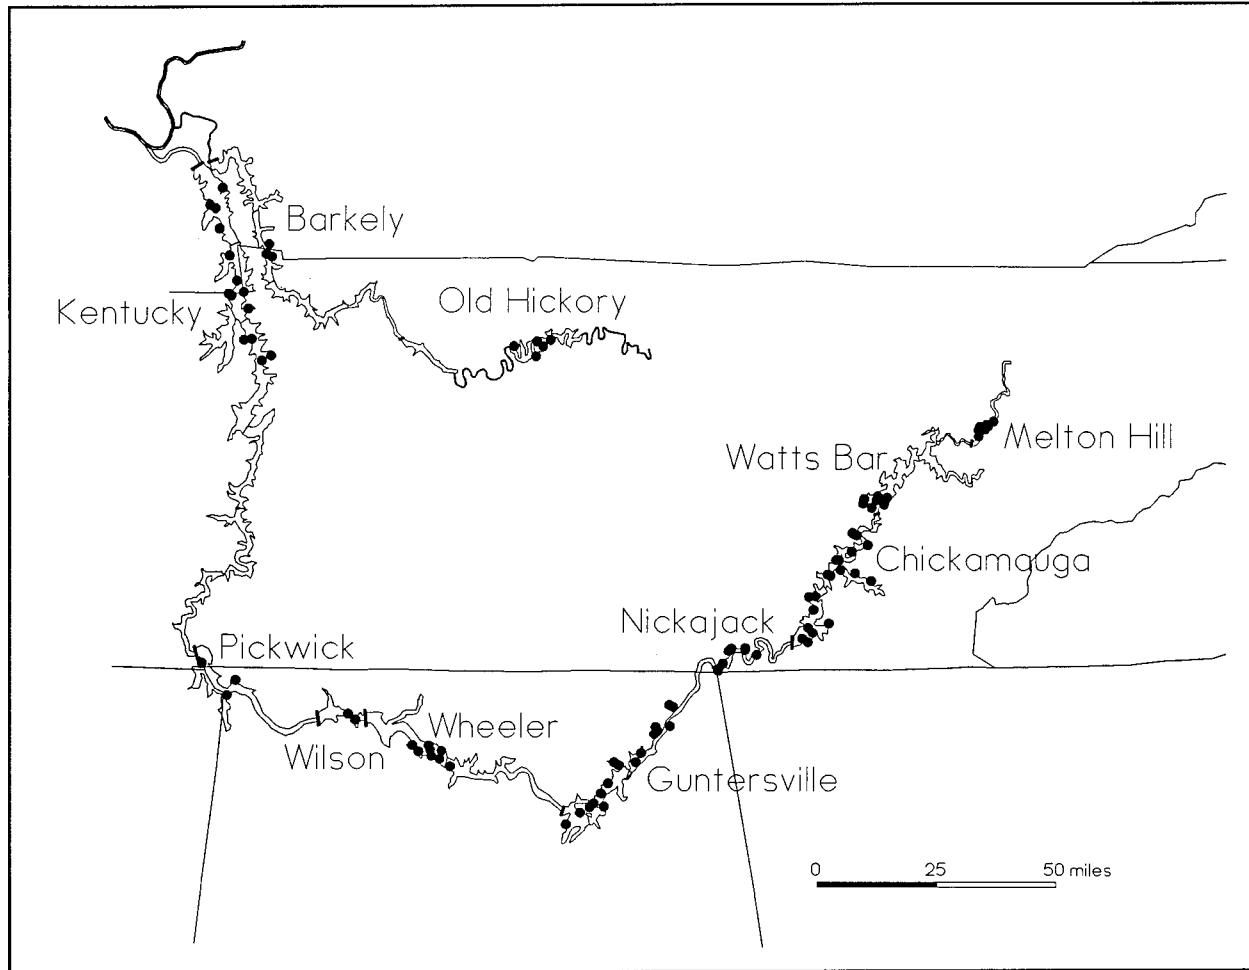 Barkely
Old Hickory
Kentucky
Melton Hill
Watts Bar
Chickamauga
Nickajack
Pickwick
Wheeler
Wilson
Guntersville
0 25 50 miles